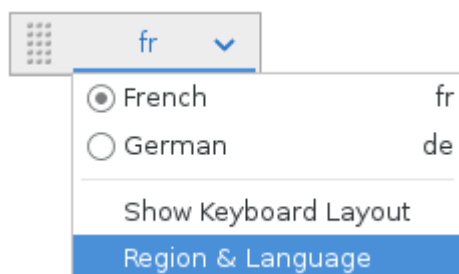 fr
French fr
German de
Show Keyboard Layout
Region & Language